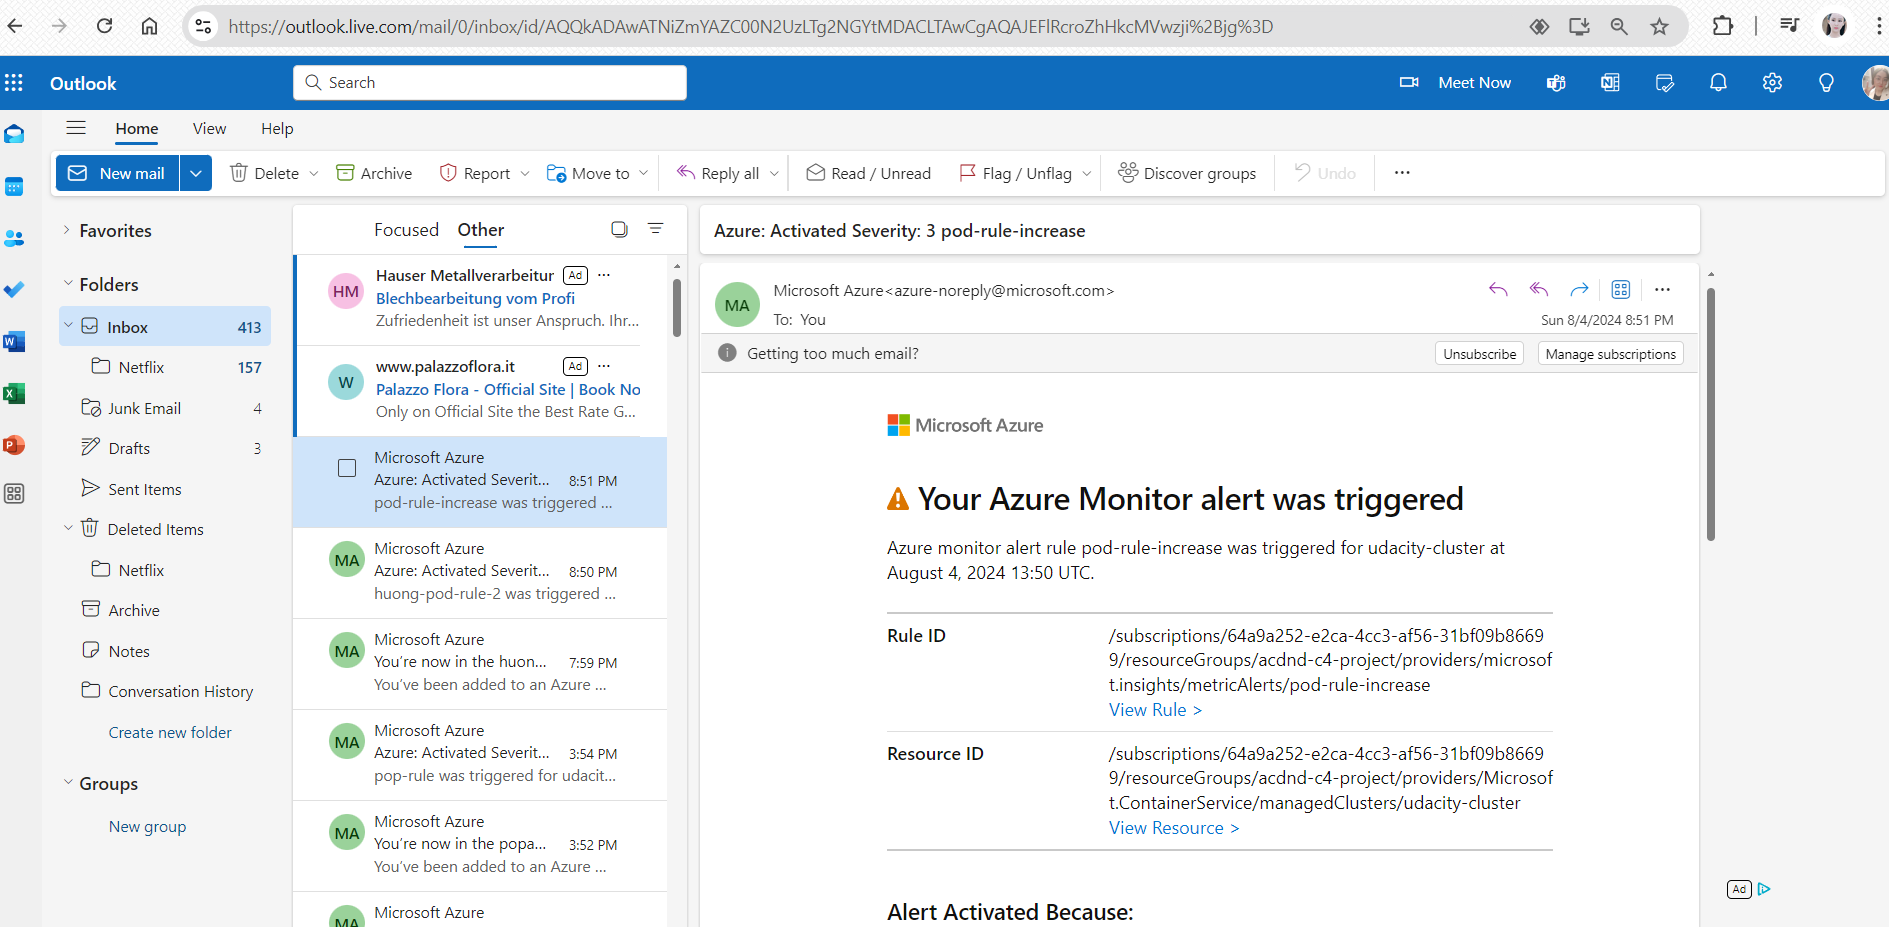 https://outlook.live.com/mail/0/inbox/id/AQQkADAwATNiZmYAZC00N2UzLTg2NGYtMDACLTAwCgAQAJEFlRcroZhHkcMVwzji%2Bjg%3D
Outlook
Search
Meet Now
Home
View
Help
New mail
Delete
Archive
Report
Move to
Reply all
Read / Unread
Flag / Unflag
Discover groups
Undo
Favorites
Folders
Inbox 413
Netflix 157
Junk Email 4
Drafts 3
Sent Items
Deleted Items
Netflix
Archive
Notes
Conversation History
Create new folder
Groups
New group
Focused
Other
HM
Hauser Metallverarbeitur Ad
Blechbearbeitung vom Profi
Zufriedenheit ist unser Anspruch. Ihr...
W
www.palazzoflora.it Ad
Palazzo Flora - Official Site | Book No
Only on Official Site the Best Rate G...
Microsoft Azure
Azure: Activated Severit... 8:51 PM
pod-rule-increase was triggered ...
MA
Microsoft Azure
Azure: Activated Severit... 8:50 PM
huong-pod-rule-2 was triggered ...
MA
Microsoft Azure
You're now in the huon... 7:59 PM
You've been added to an Azure ...
MA
Microsoft Azure
Azure: Activated Severit... 3:54 PM
pop-rule was triggered for udacit...
MA
Microsoft Azure
You're now in the popa... 3:52 PM
You've been added to an Azure ...
MA
Microsoft Azure
Azure: Activated Severity: 3 pod-rule-increase
MA
Microsoft Azure<azure-noreply@microsoft.com>
To: You
Sun 8/4/2024 8:51 PM
Getting too much email?
Unsubscribe
Manage subscriptions
Microsoft Azure
Your Azure Monitor alert was triggered
Azure monitor alert rule pod-rule-increase was triggered for udacity-cluster at
August 4, 2024 13:50 UTC.
Rule ID
/subscriptions/64a9a252-e2ca-4cc3-af56-31bf09b8669
9/resourceGroups/acdnd-c4-project/providers/microsof
t.insights/metricAlerts/pod-rule-increase
View Rule >
Resource ID
/subscriptions/64a9a252-e2ca-4cc3-af56-31bf09b8669
9/resourceGroups/acdnd-c4-project/providers/Microsof
t.ContainerService/managedClusters/udacity-cluster
View Resource >
Alert Activated Because:
Ad